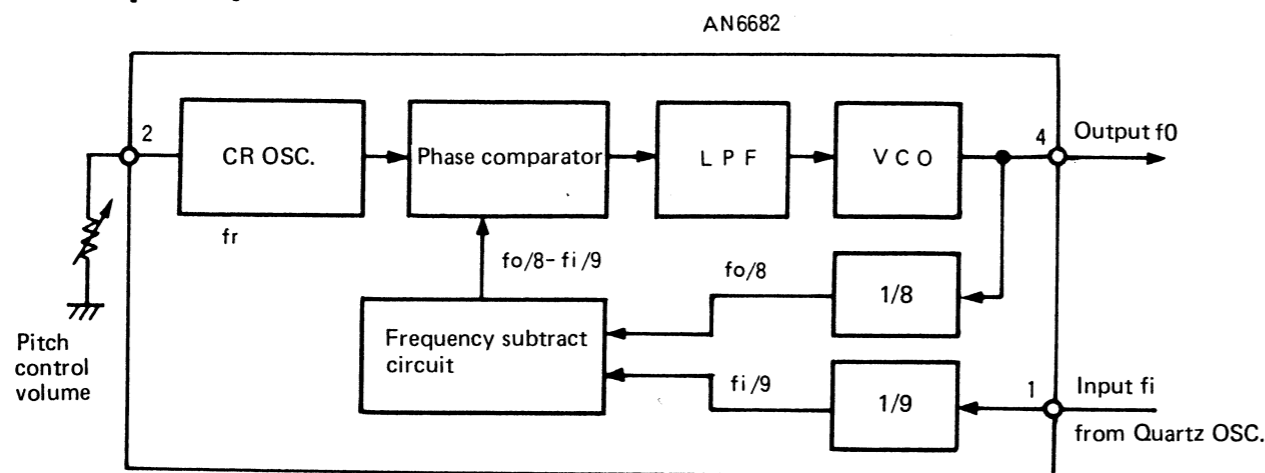 AN6682
2
CR OSC.
Phase comparator
L P F
V C O
4
Output f0
fr
fo/8-fi/9
fo/8
1/8
Frequency subtract
circuit
Pitch
control
volume
fi/9
1/9
1
Input fi
from Quartz OSC.